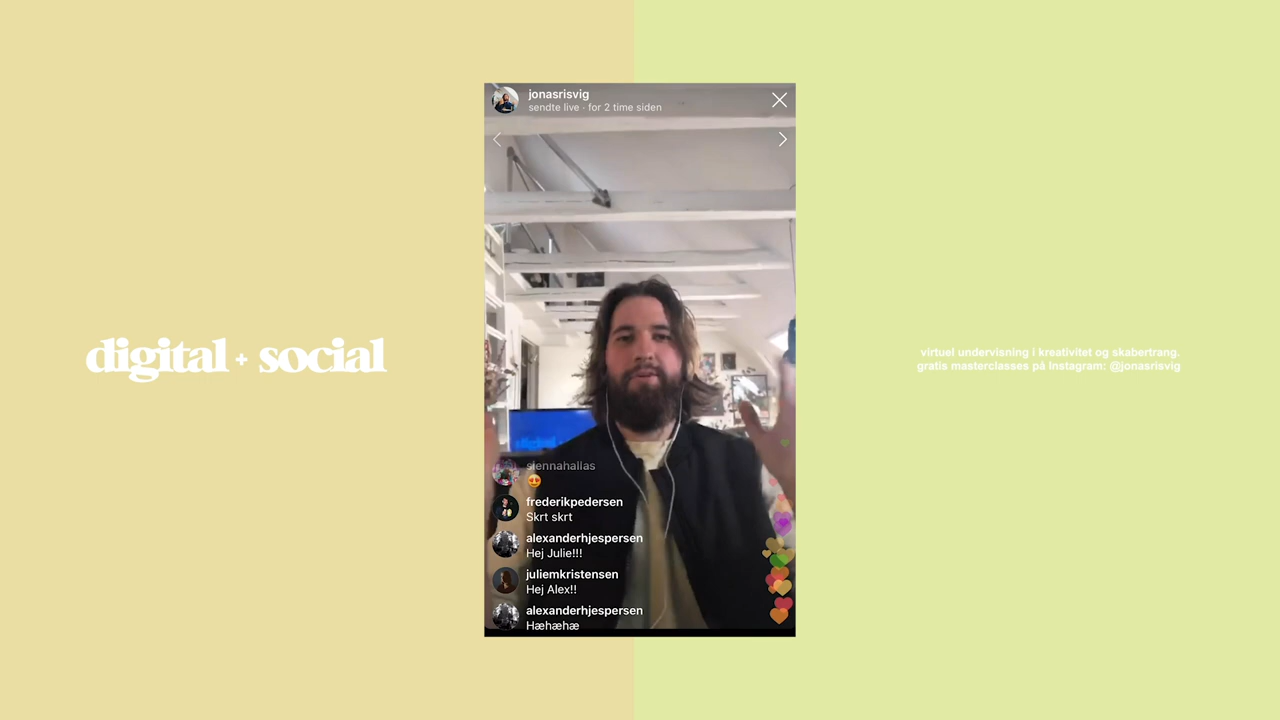 digital + social
jonasrisvig
sendte live · for 2 time siden
siennahallas
😍
frederikpedersen
Skrt skrt
alexanderhjespersen
Hej Julie!!!
juliemkristensen
Hej Alex!!
alexanderhjespersen
Hæhæhæ
virtuel undervisning i kreativitet og skabertrang.
gratis masterclasses på Instagram: @jonasrisvig